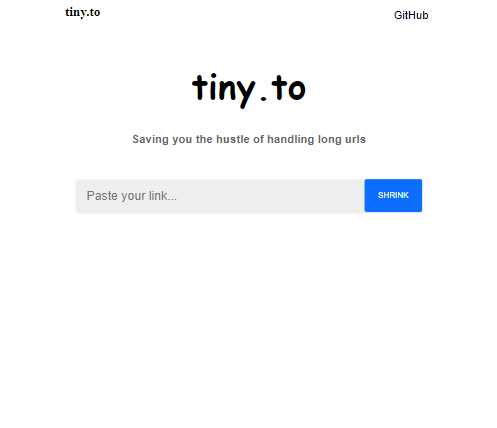 tiny.to
GitHub
tiny.to
Saving you the hustle of handling long urls
Paste your link...
SHRINK